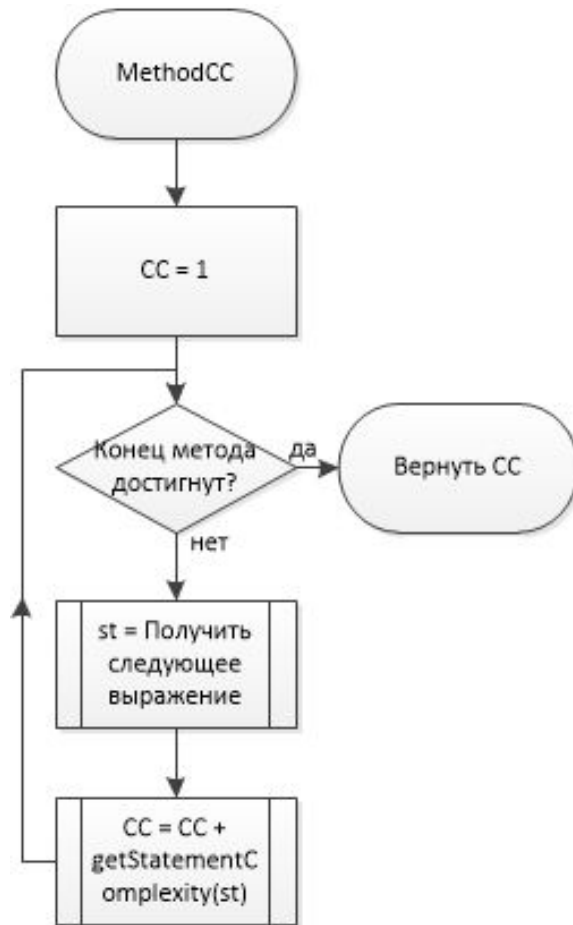 MethodCC
CC = 1
Конец метода
достигнут?
да
Вернуть CC
нет
st = Получить
следующее
выражение
CC = CC +
getStatementC
omplexity(st)